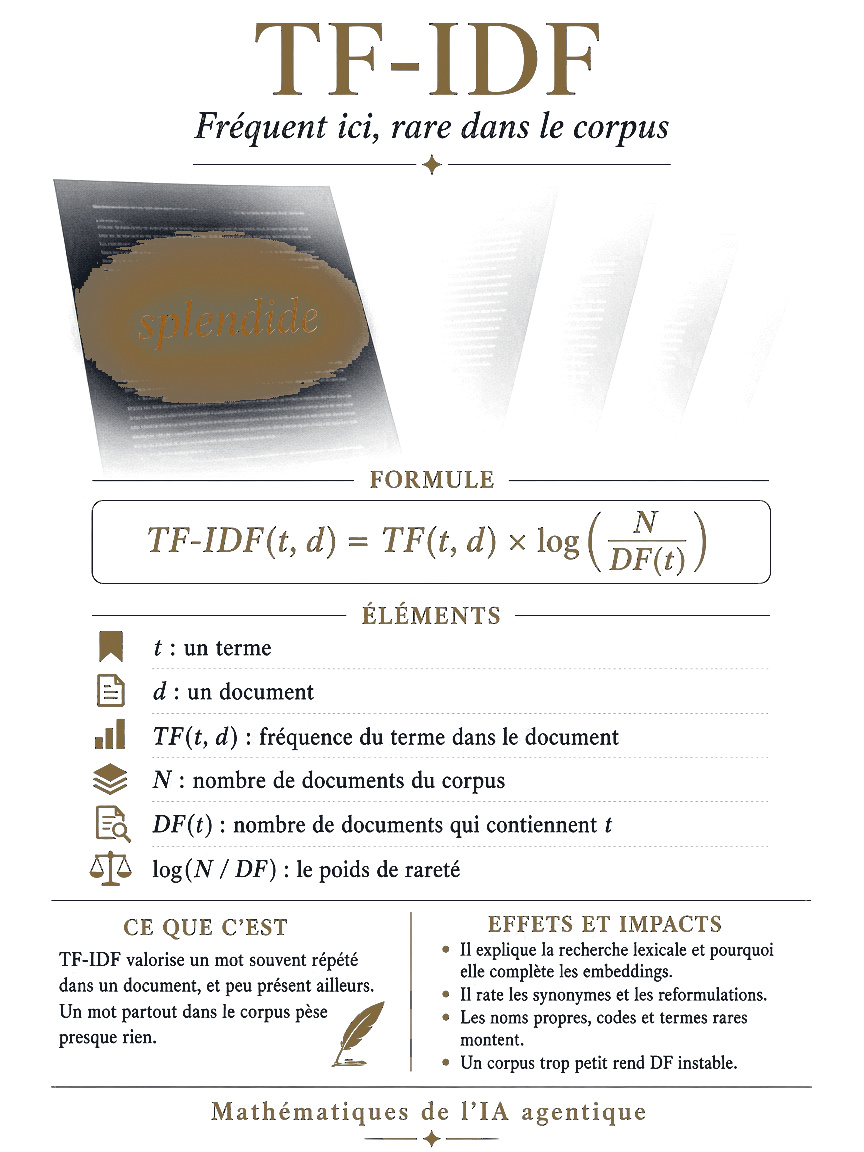 TF-IDF
Fréquent ici, rare dans le corpus
splendide
FORMULE
TF-IDF(t, d) = TF(t, d) × log(N / DF(t))
ÉLÉMENTS
t : un terme
d : un document
TF(t, d) : fréquence du terme dans le document
N : nombre de documents du corpus
DF(t) : nombre de documents qui contiennent t
log(N / DF) : le poids de rareté
CE QUE C’EST
TF-IDF valorise un mot souvent répété
dans un document, et peu présent ailleurs.
Un mot partout dans le corpus pèse
presque rien.
EFFETS ET IMPACTS
• Il explique la recherche lexicale et pourquoi
elle complète les embeddings.
• Il rate les synonymes et les reformulations.
• Les noms propres, codes et termes rares
montent.
• Un corpus trop petit rend DF instable.
Mathématiques de l’IA agentique